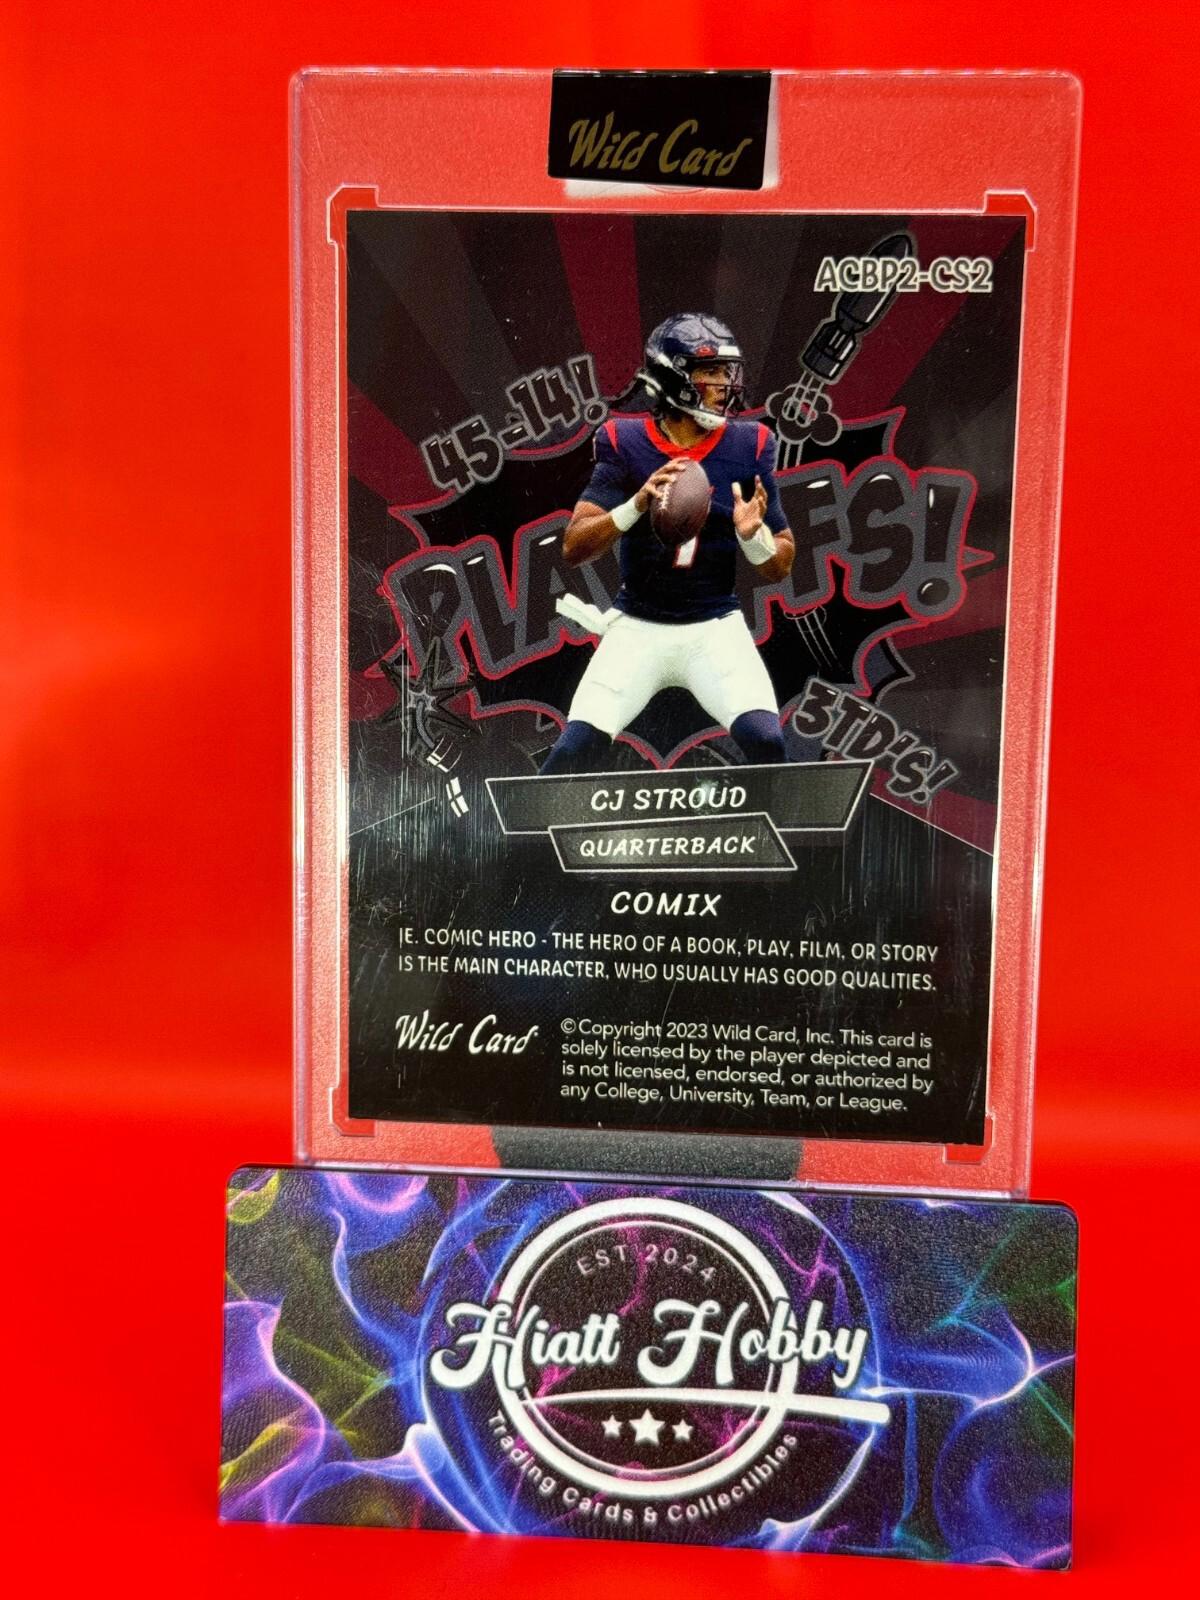 Wild Card
ACBP2-CS2
45-14!
PLAYOFFS!
1
3TD'S!
CJ STROUD
QUARTERBACK
COMIX
IE. COMIC HERO - THE HERO OF A BOOK, PLAY, FILM, OR STORY
IS THE MAIN CHARACTER, WHO USUALLY HAS GOOD QUALITIES.
Wild Card
©Copyright 2023 Wild Card, Inc. This card is
solely licensed by the player depicted and
is not licensed, endorsed, or authorized by
any College, University, Team, or League.
EST 2024
Hiatt Hobby
Trading Cards & Collectibles